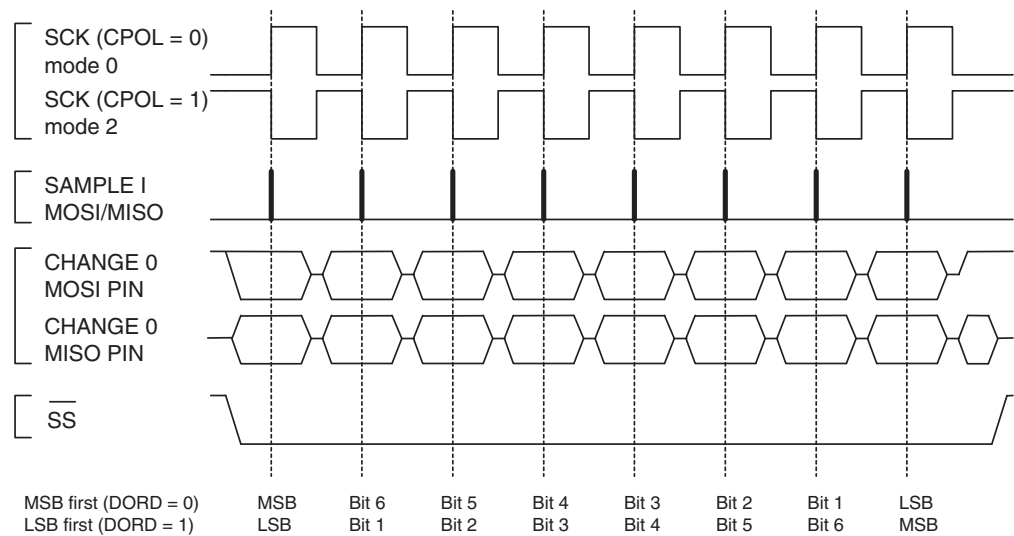 SCK (CPOL = 0)
mode 0
SCK (CPOL = 1)
mode 2
SAMPLE I
MOSI/MISO
CHANGE 0
MOSI PIN
CHANGE 0
MISO PIN
SS
MSB first (DORD = 0) MSB Bit 6 Bit 5 Bit 4 Bit 3 Bit 2 Bit 1 LSB
LSB first (DORD = 1) LSB Bit 1 Bit 2 Bit 3 Bit 4 Bit 5 Bit 6 MSB